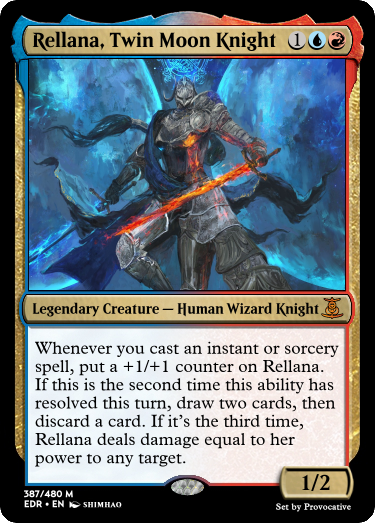 Rellana, Twin Moon Knight 1
Legendary Creature — Human Wizard Knight
Whenever you cast an instant or sorcery
spell, put a +1/+1 counter on Rellana.
If this is the second time this ability has
resolved this turn, draw two cards, then
discard a card. If it's the third time,
Rellana deals damage equal to her
power to any target.
1/2
387/480 M
EDR • EN SHIMHAO
Set by Provocative